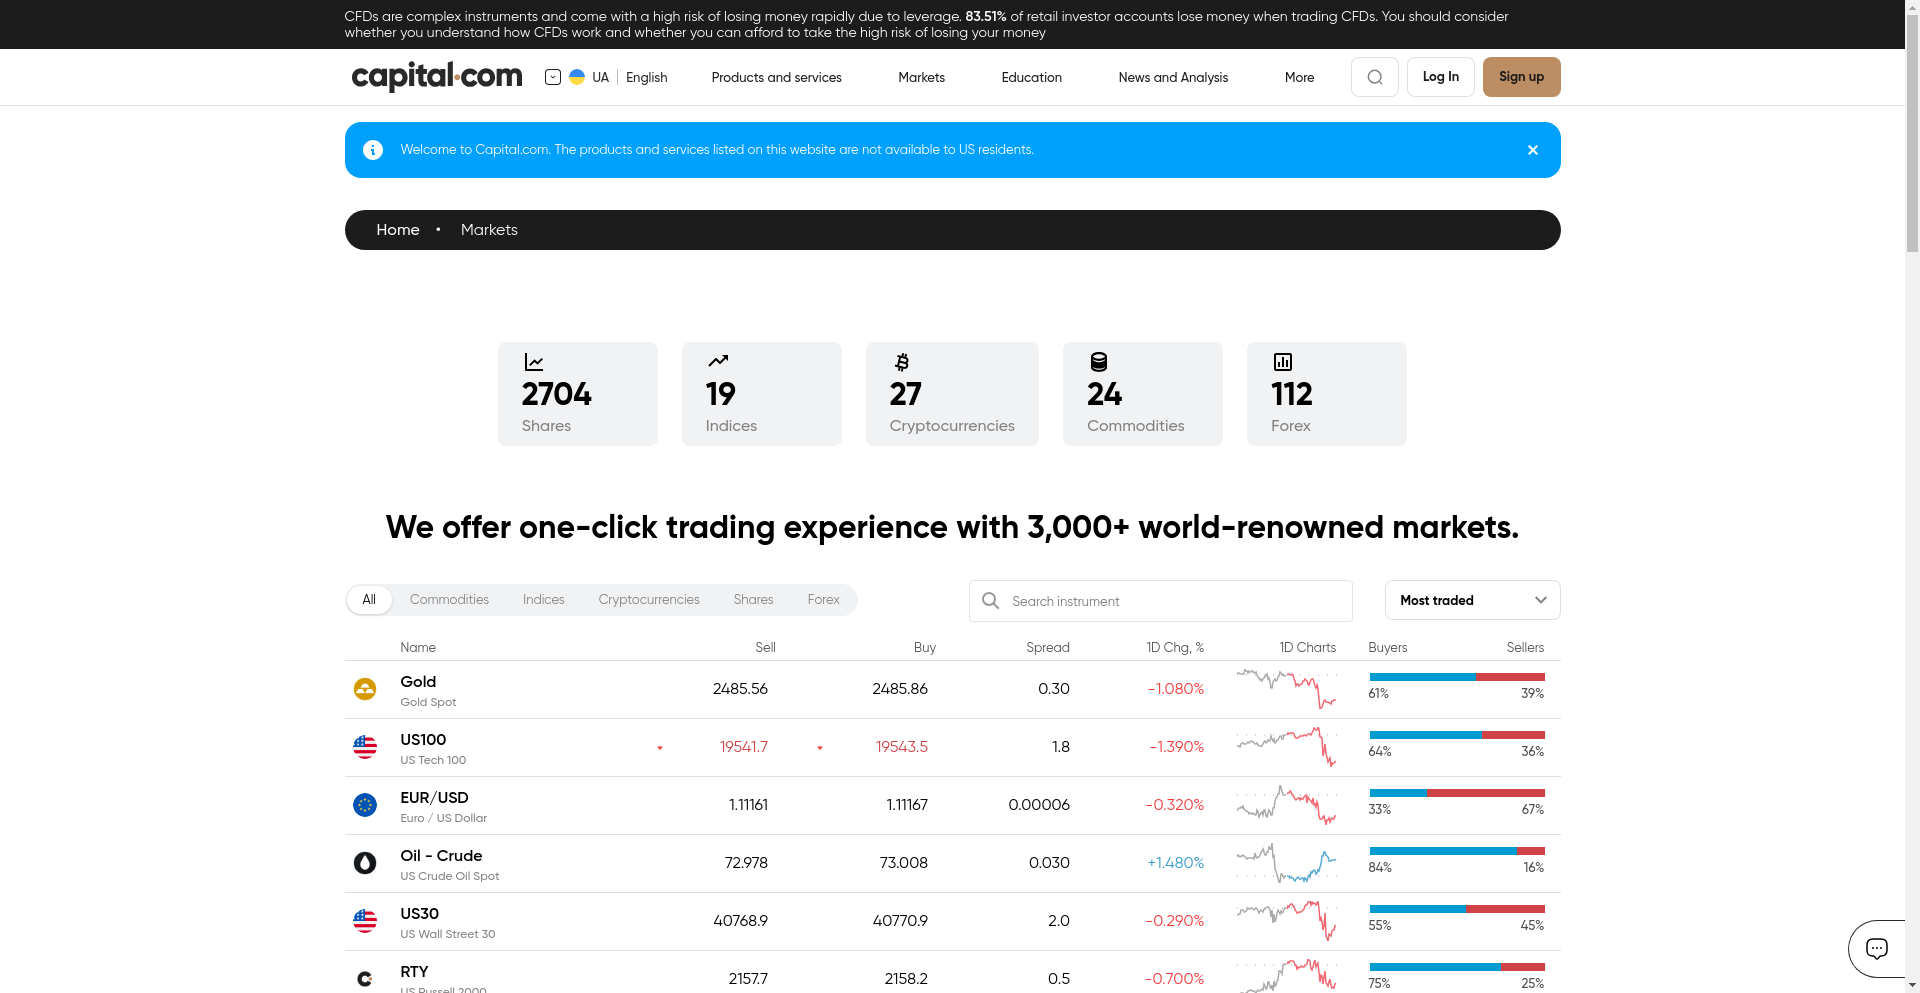 CFDs are complex instruments and come with a high risk of losing money rapidly due to leverage. 83.51% of retail investor accounts lose money when trading CFDs. You should consider
whether you understand how CFDs work and whether you can afford to take the high risk of losing your money
capital.com UA English Products and services Markets Education News and Analysis More Log In Sign up
Welcome to Capital.com. The products and services listed on this website are not available to US residents.
Home • Markets
2704 19 27 24 112
Shares Indices Cryptocurrencies Commodities Forex
We offer one-click trading experience with 3,000+ world-renowned markets.
All Commodities Indices Cryptocurrencies Shares Forex Search instrument Most traded
Name Sell Buy Spread 1D Chg, % 1D Charts Buyers Sellers
Gold 2485.56 2485.86 0.30 -1.080% 61% 39%
Gold Spot
US100 19541.7 19543.5 1.8 -1.390% 64% 36%
US Tech 100
EUR/USD 1.11161 1.11167 0.00006 -0.320% 33% 67%
Euro / US Dollar
Oil - Crude 72.978 73.008 0.030 +1.480% 84% 16%
US Crude Oil Spot
US30 40768.9 40770.9 2.0 -0.290% 55% 45%
US Wall Street 30
RTY 2157.7 2158.2 0.5 -0.700% 75% 25%
US Russell 2000